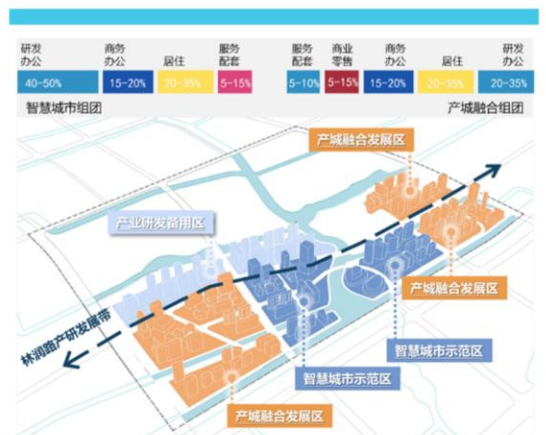 研发
办公
商务
办公
居住
服务
配套
服务
配套
商业
零售
商务
办公
居住
研发
办公
40-50%
15-20%
20-35%
5-15%
5-10%
5-15%
15-20%
20-35%
20-35%
智慧城市组团
产城融合组团
产城融合发展区
产业研发备用区
产城融合发展区
林润路产研发展带
智慧城市示范区
智慧城市示范区
产城融合发展区